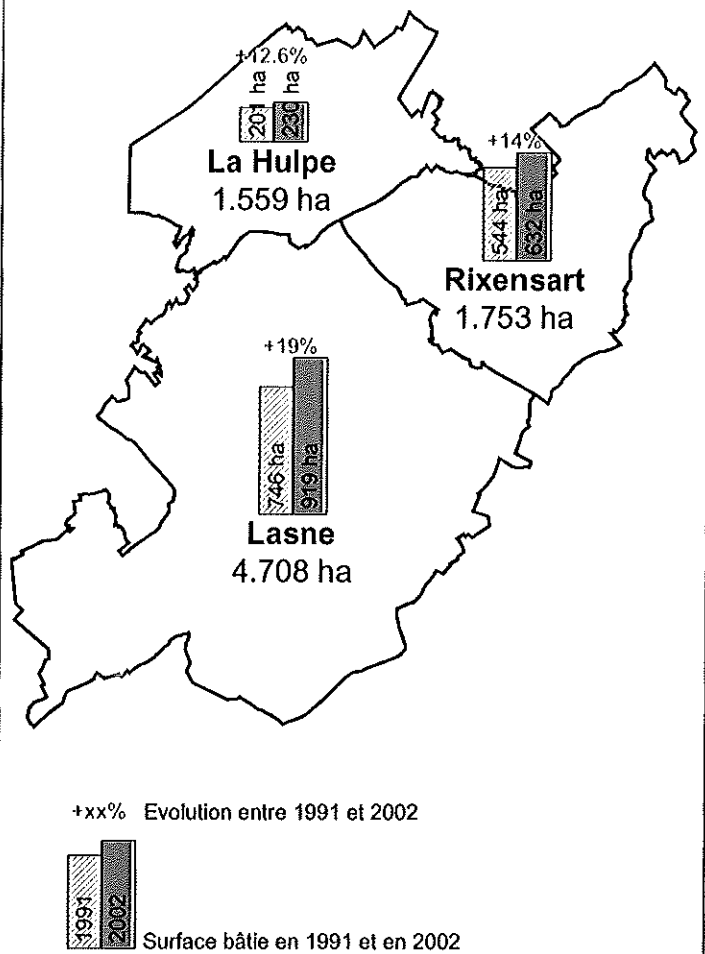 +12.6%
201 ha
230 ha
La Hulpe
1.559 ha
+14%
544 ha
632 ha
Rixensart
1.753 ha
+19%
746 ha
919 ha
Lasne
4.708 ha
+xx% Evolution entre 1991 et 2002
1991
2002
Surface bâtie en 1991 et en 2002